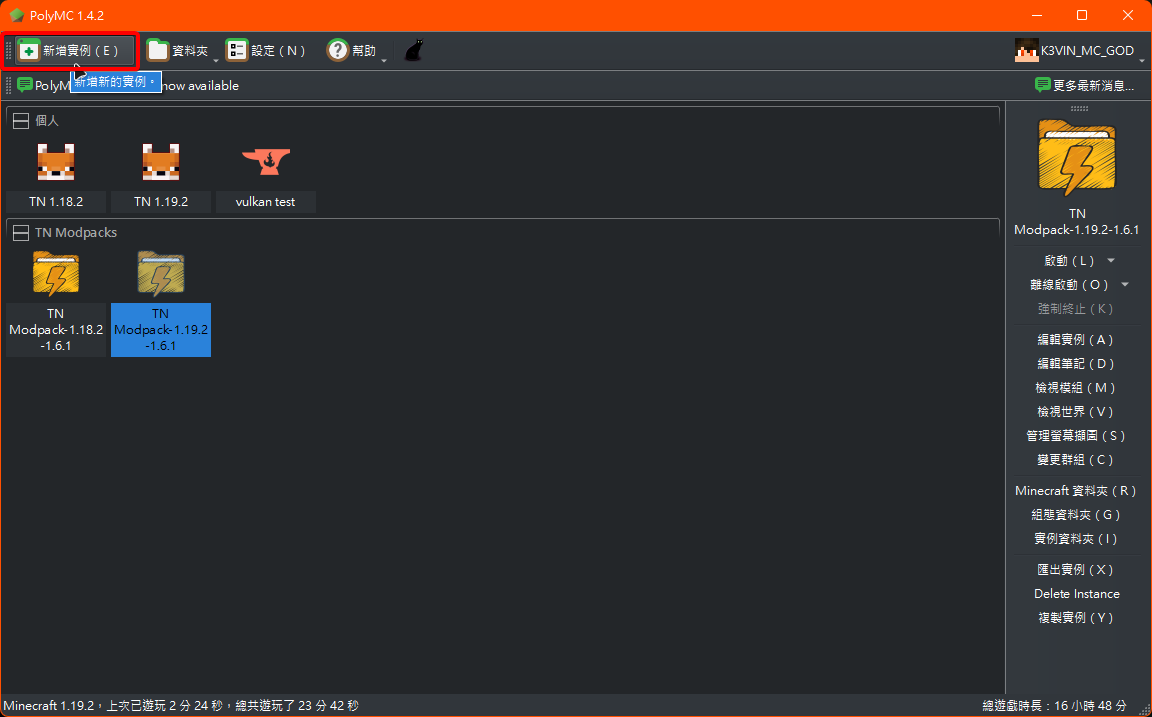 PolyMC 1.4.2
新增實例 ( E )
資料夾
設定 ( N )
幫助
K3VIN_MC_GOD
PolyM
新增新的實例。
now available
更多最新消息...
個人
TN 1.18.2
TN 1.19.2
vulkan test
TN Modpacks
TN
Modpack-1.18.2
-1.6.1
TN
Modpack-1.19.2
-1.6.1
TN
Modpack-1.19.2-1.6.1
啟動 ( L )
離線啟動 ( O )
強制終止 ( K )
編輯實例 ( A )
編輯筆記 ( D )
檢視模組 ( M )
檢視世界 ( V )
管理螢幕擷圖 ( S )
變更群組 ( C )
Minecraft 資料夾 ( R )
組態資料夾 ( G )
實例資料夾 ( I )
匯出實例 ( X )
Delete Instance
複製實例 ( Y )
Minecraft 1.19.2，上次已遊玩 2 分 24 秒，總共遊玩了 23 分 42 秒
總遊戲時長：16 小時 48 分